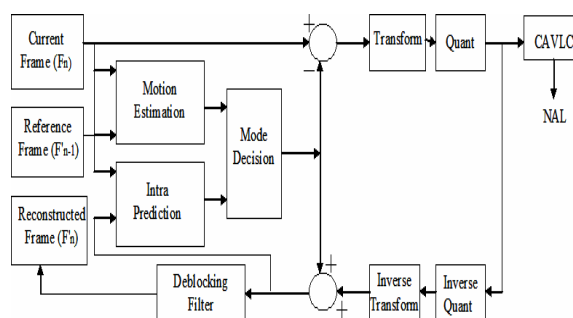 Current
Frame (Fn)
Reference
Frame (F'n-1)
Reconstructed
Frame (F'n)
Motion
Estimation
Intra
Prediction
Mode
Decision
+
−
Transform
Quant
CAVLC
NAL
Deblocking
Filter
+
+
Inverse
Transform
Inverse
Quant